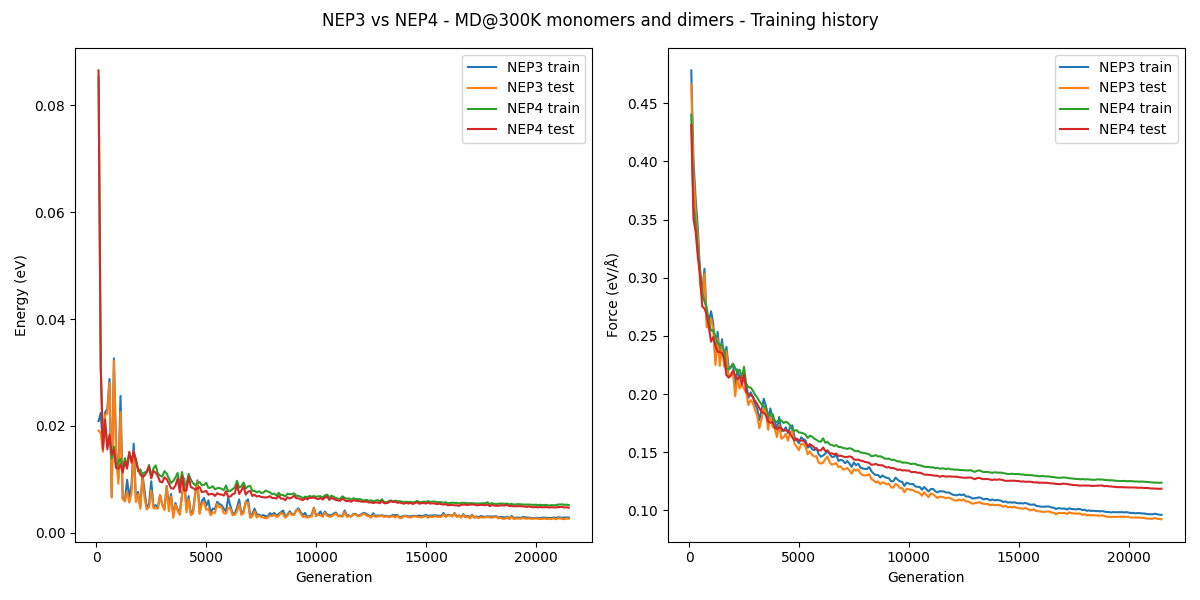 NEP3 vs NEP4 - MD@300K monomers and dimers - Training history
Energy (eV)
0.08
0.06
0.04
0.02
0.00
NEP3 train
NEP3 test
NEP4 train
NEP4 test
0
5000
10000
15000
20000
Generation
Force (eV/Å)
0.45
0.40
0.35
0.30
0.25
0.20
0.15
0.10
NEP3 train
NEP3 test
NEP4 train
NEP4 test
0
5000
10000
15000
20000
Generation